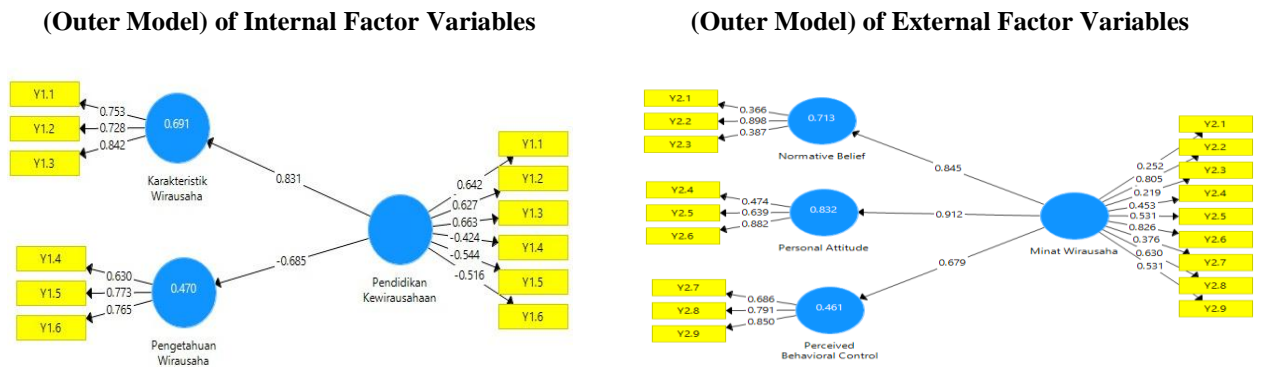 (Outer Model) of Internal Factor Variables
Y1.1
Y1.2
Y1.3
0.753
0.728
0.842
0.691
Karakteristik
Wirausaha
0.831
Y1.4
Y1.5
Y1.6
0.630
0.773
0.765
0.470
Pengetahuan
Wirausaha
-0.685
Pendidikan
Kewirausahaan
0.642
0.627
0.663
-0.424
-0.544
-0.516
Y1.1
Y1.2
Y1.3
Y1.4
Y1.5
Y1.6
(Outer Model) of External Factor Variables
Y2.1
Y2.2
Y2.3
0.366
0.898
0.387
0.713
Normative Belief
0.845
Y2.4
Y2.5
Y2.6
0.474
0.639
0.882
0.832
Personal Attitude
0.912
Y2.7
Y2.8
Y2.9
0.686
0.791
0.850
0.461
Perceived
Behavioral Control
0.679
Minat Wirausaha
0.252
0.805
0.219
0.453
0.531
0.826
0.376
0.630
0.531
Y2.1
Y2.2
Y2.3
Y2.4
Y2.5
Y2.6
Y2.7
Y2.8
Y2.9